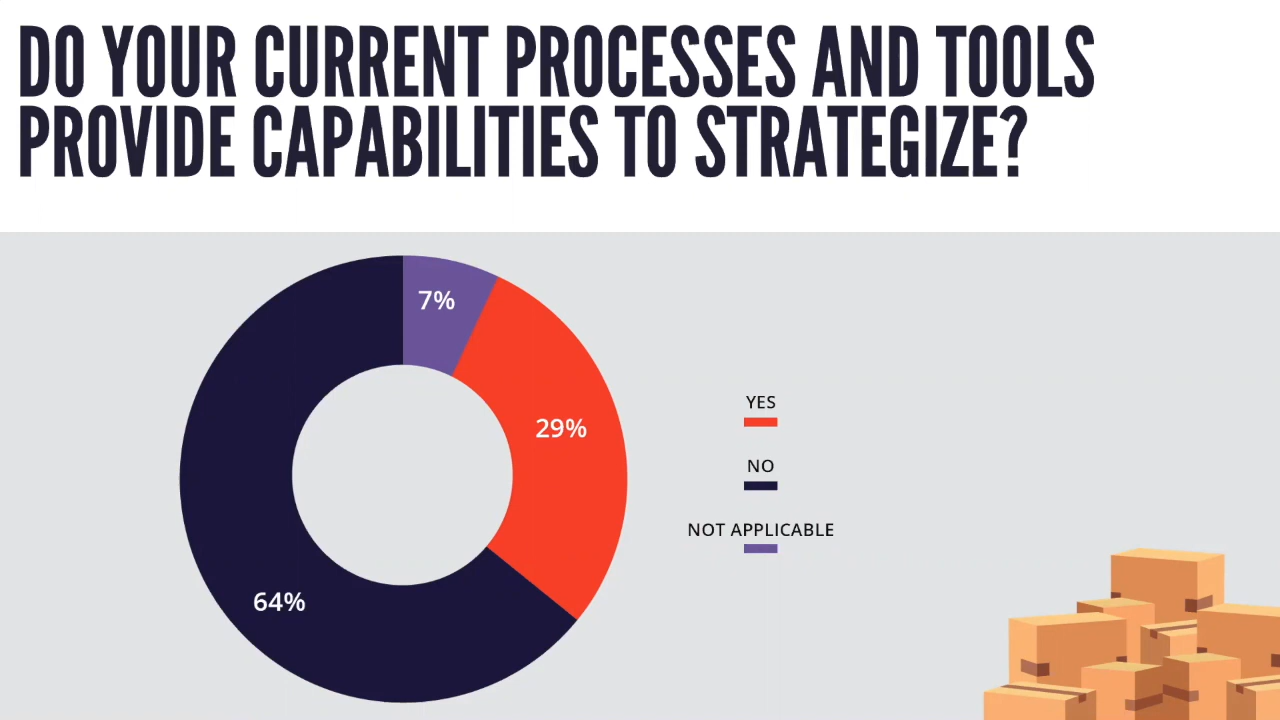 DO YOUR CURRENT PROCESSES AND TOOLS
PROVIDE CAPABILITIES TO STRATEGIZE?
7%
29%
64%
YES
NO
NOT APPLICABLE